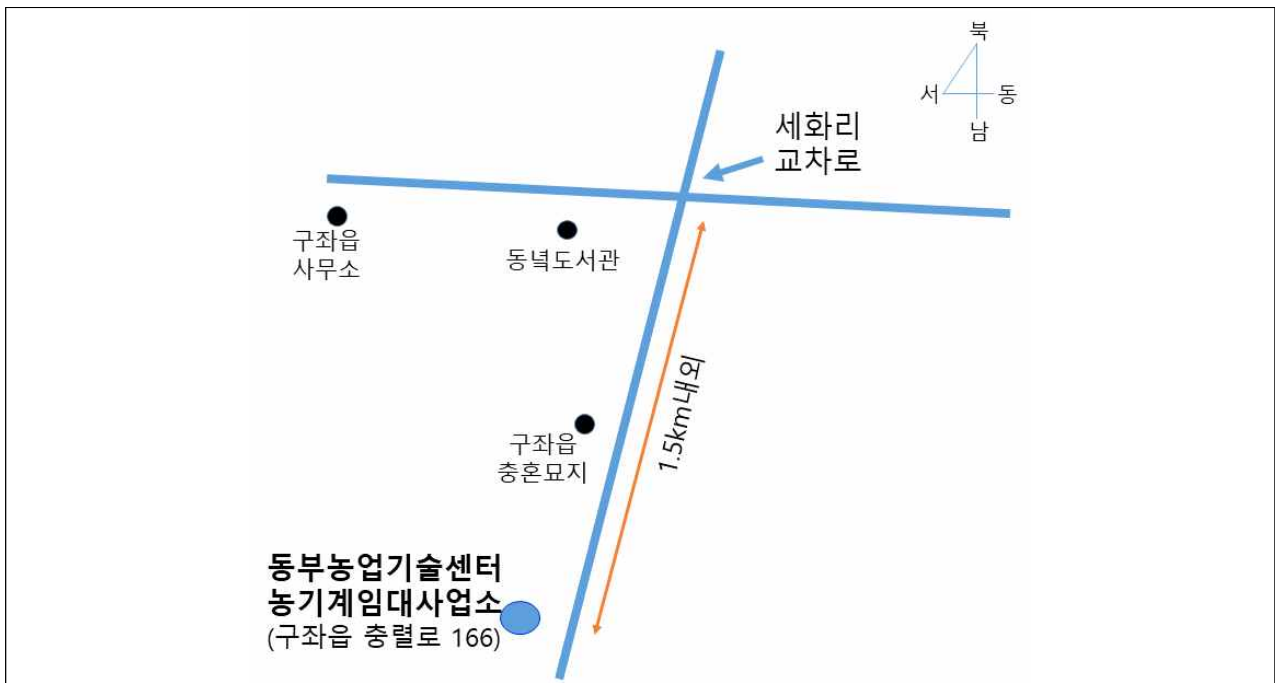 북
서
동
남
세화리
교차로
구좌읍
사무소
동녘도서관
1.5km내외
구좌읍
충혼묘지
동부농업기술센터
농기계임대사업소
(구좌읍 충렬로 166)